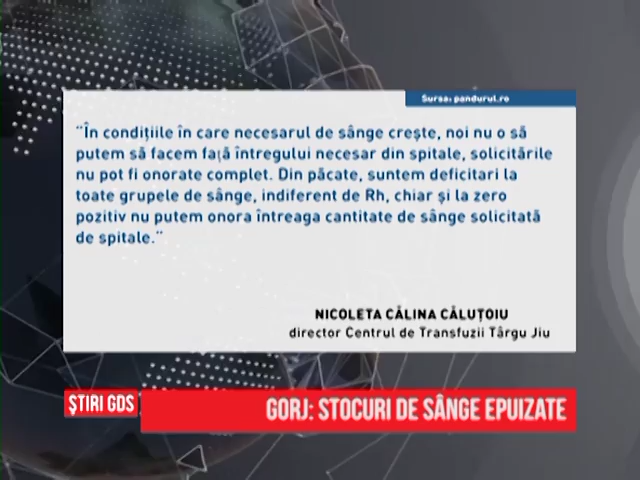 Sursa: pandurul.ro
“În condițiile în care necesarul de sânge crește, noi nu o să
putem să facem față întregului necesar din spitale, solicitările
nu pot fi onorate complet. Din păcate, suntem deficitari la
toate grupele de sânge, indiferent de Rh, chiar și la zero
pozitiv nu putem onora întreaga cantitate de sânge solicitată
de spitale.”
NICOLETA CĂLINA CĂLUȚOIU
director Centrul de Transfuzii Târgu Jiu
ȘTIRI GDS
GORJ: STOCURI DE SÂNGE EPUIZATE